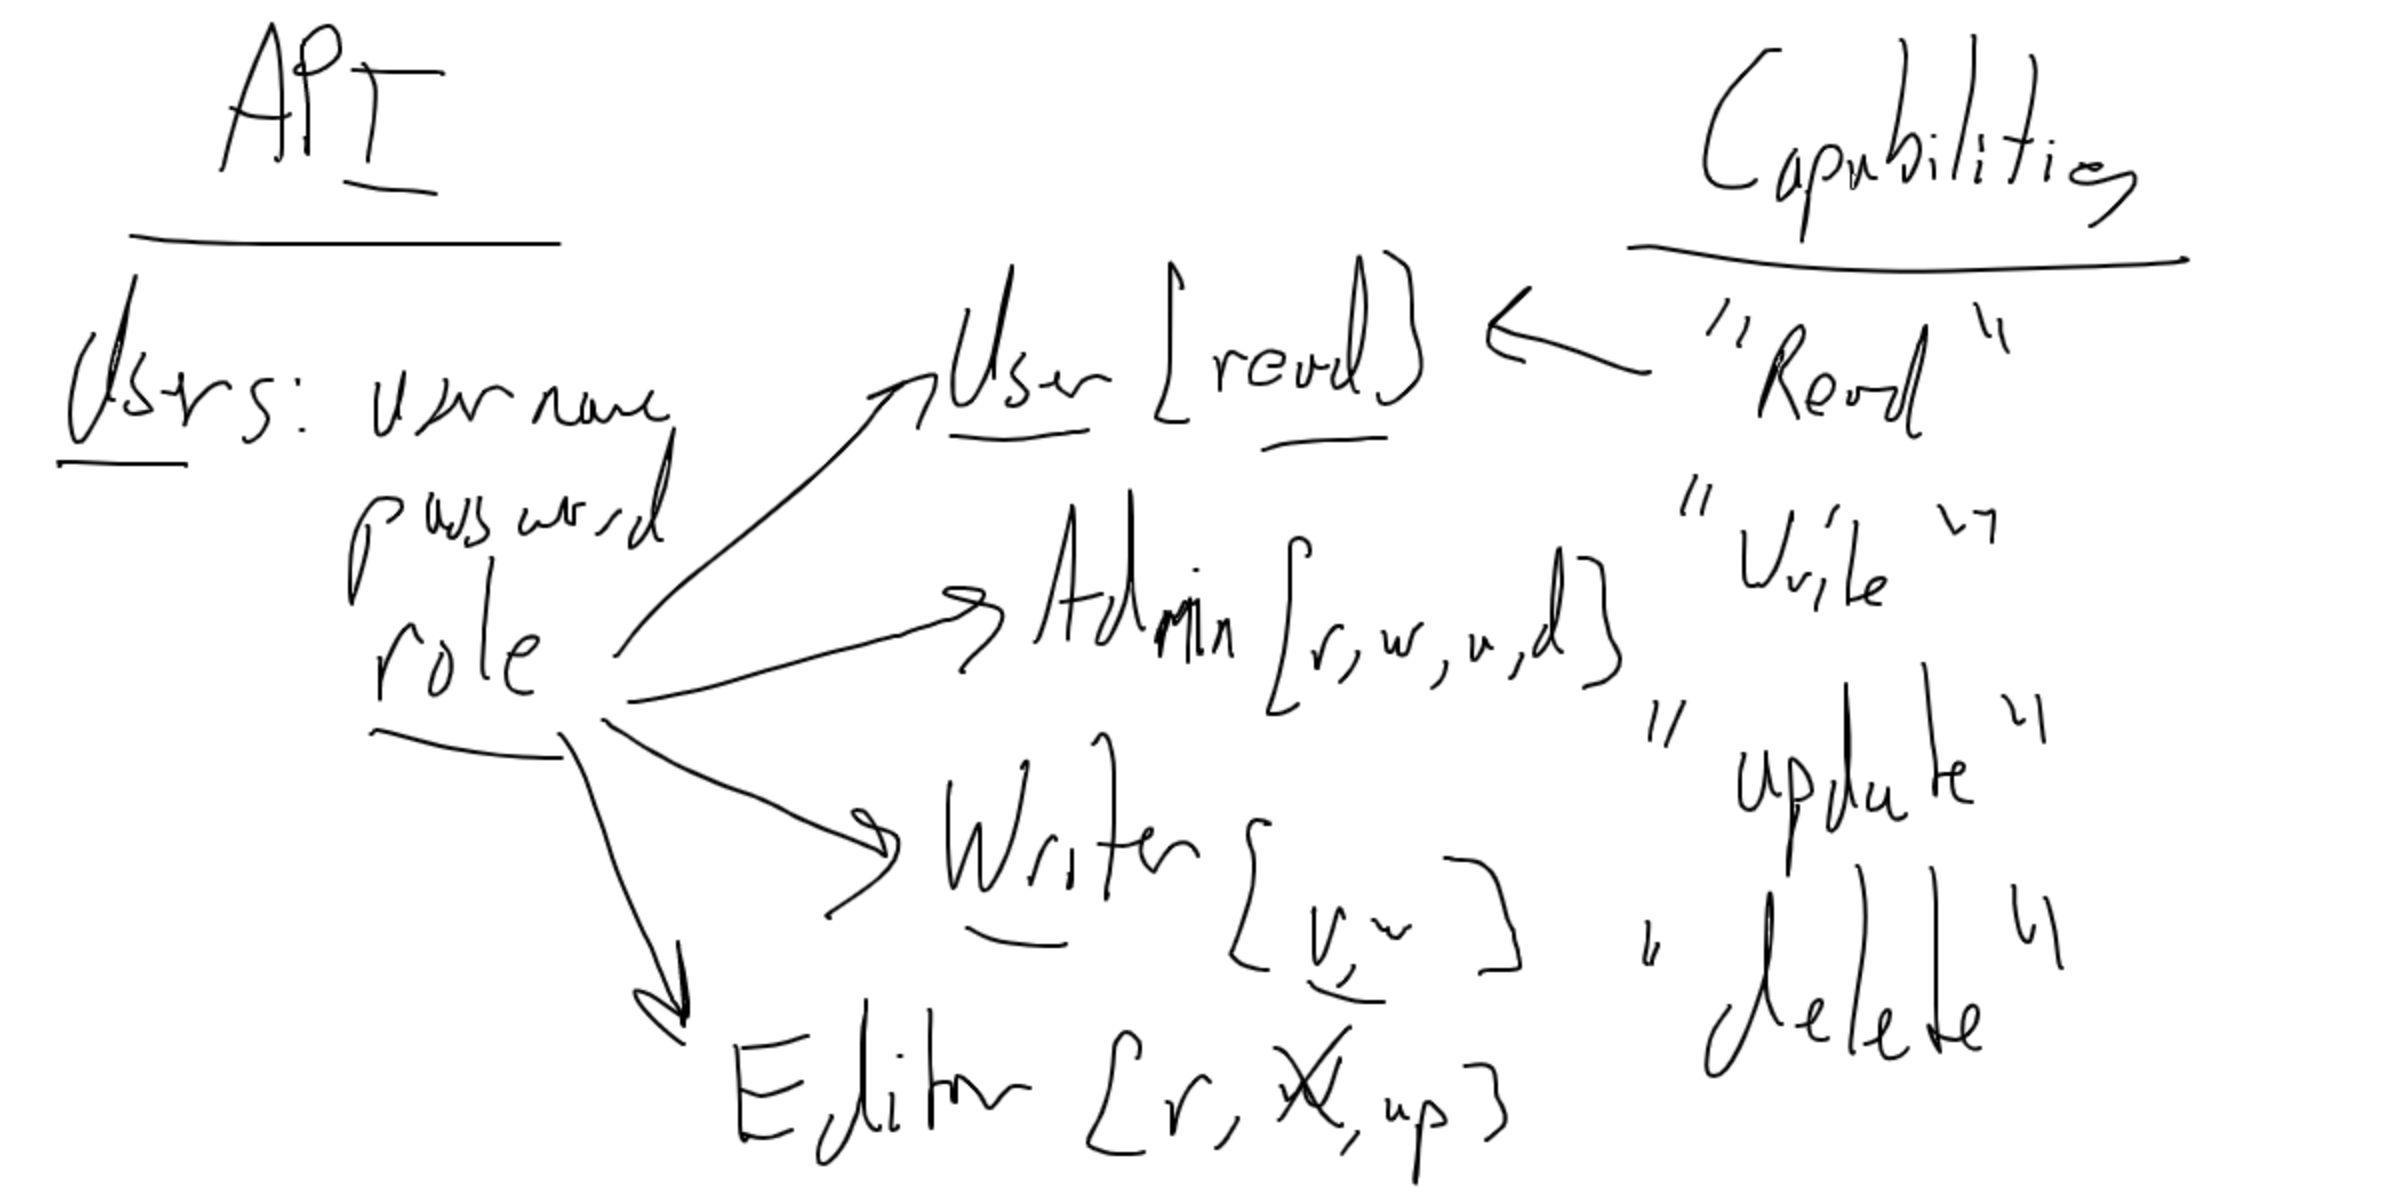 API
Capabilities
Users: username
password
role
User [read]
Admin [r, w, u, d]
Writer [r, w]
Editor [r, , up]
"Read"
"Write"
"update"
"delete"